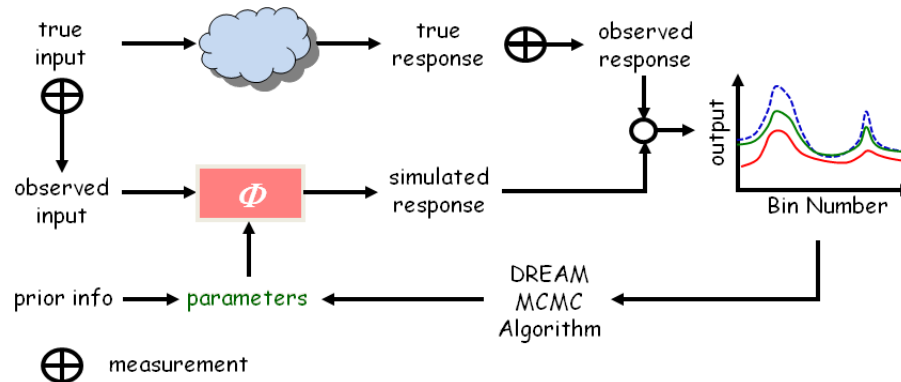 true
input
true
response
observed
response
observed
input
Φ
simulated
response
output
Bin Number
prior info
parameters
DREAM
MCMC
Algorithm
measurement